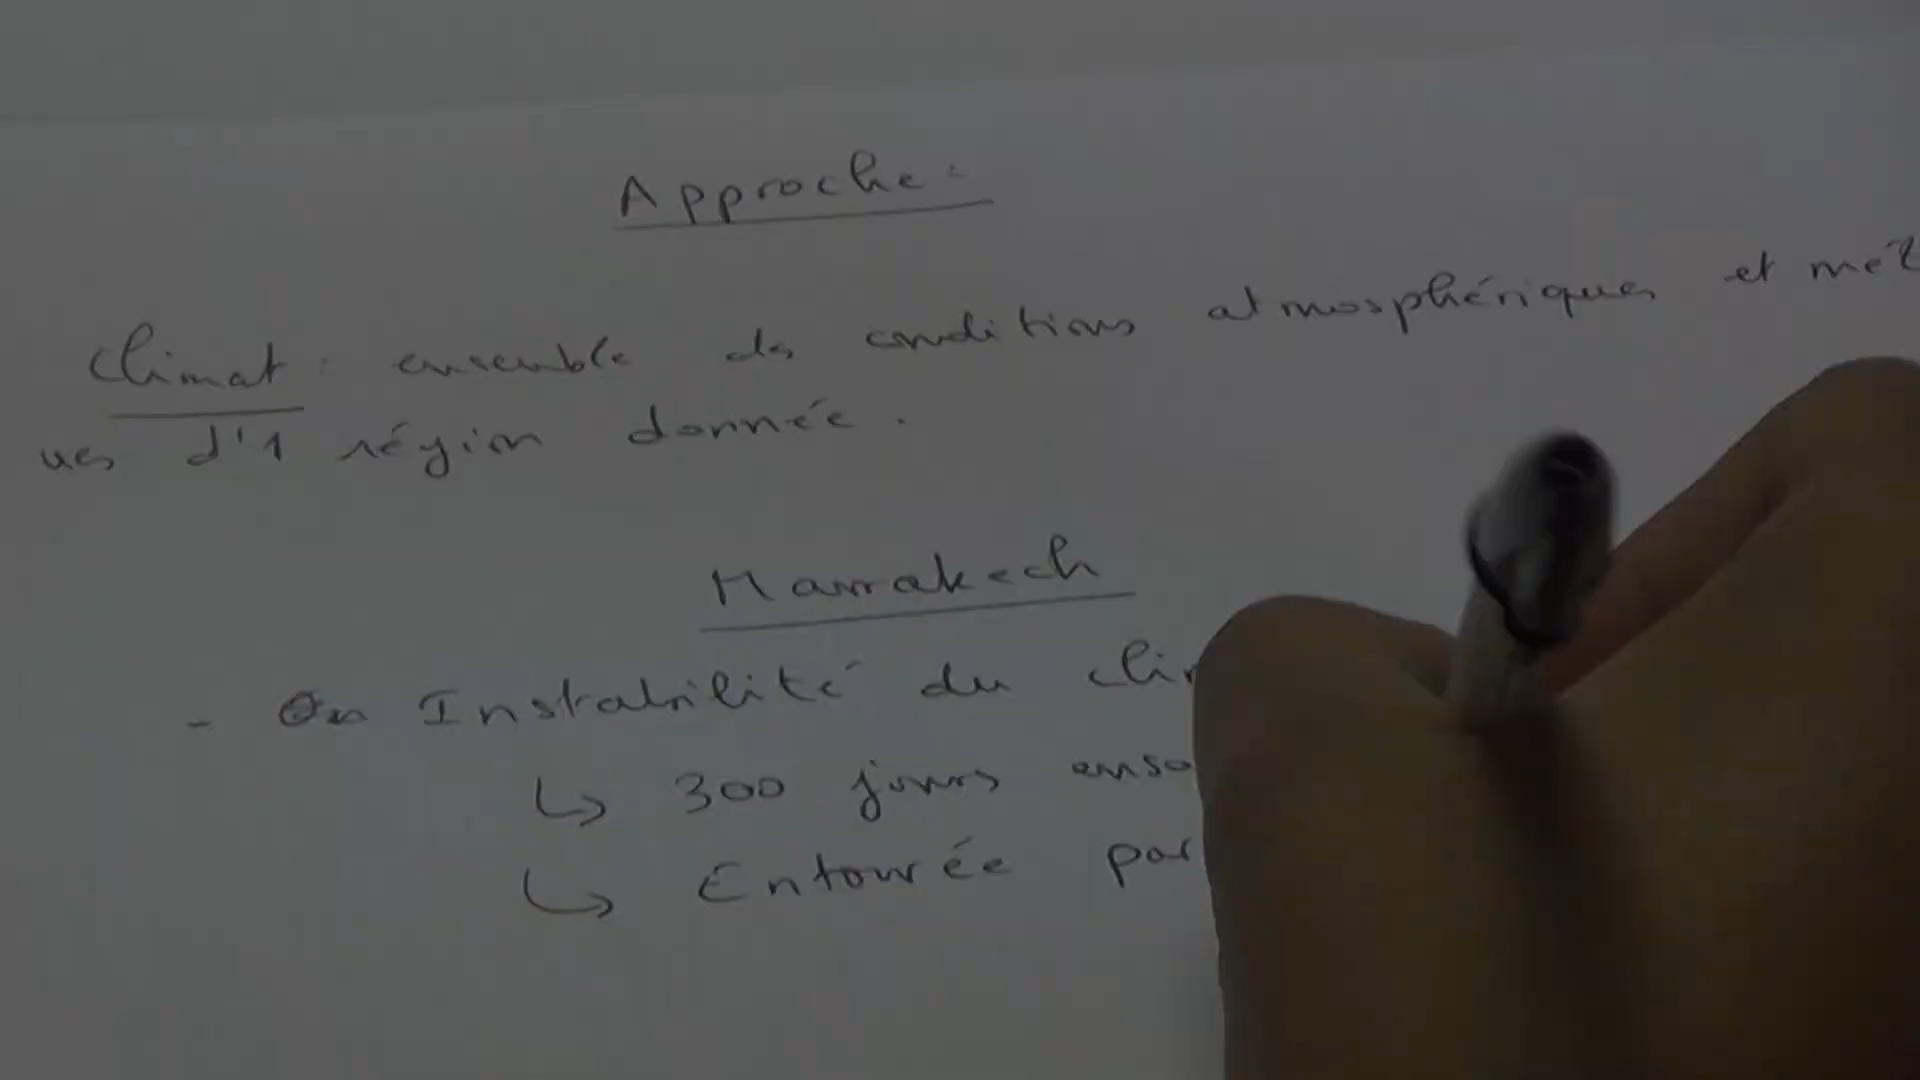 Approche :
Climat : ensemble des conditions atmosphériques et mét
ues d'1 région donnée .
Marrakech
- Instabilité du clim
↳ 300 jours enso
↳ Entourée par